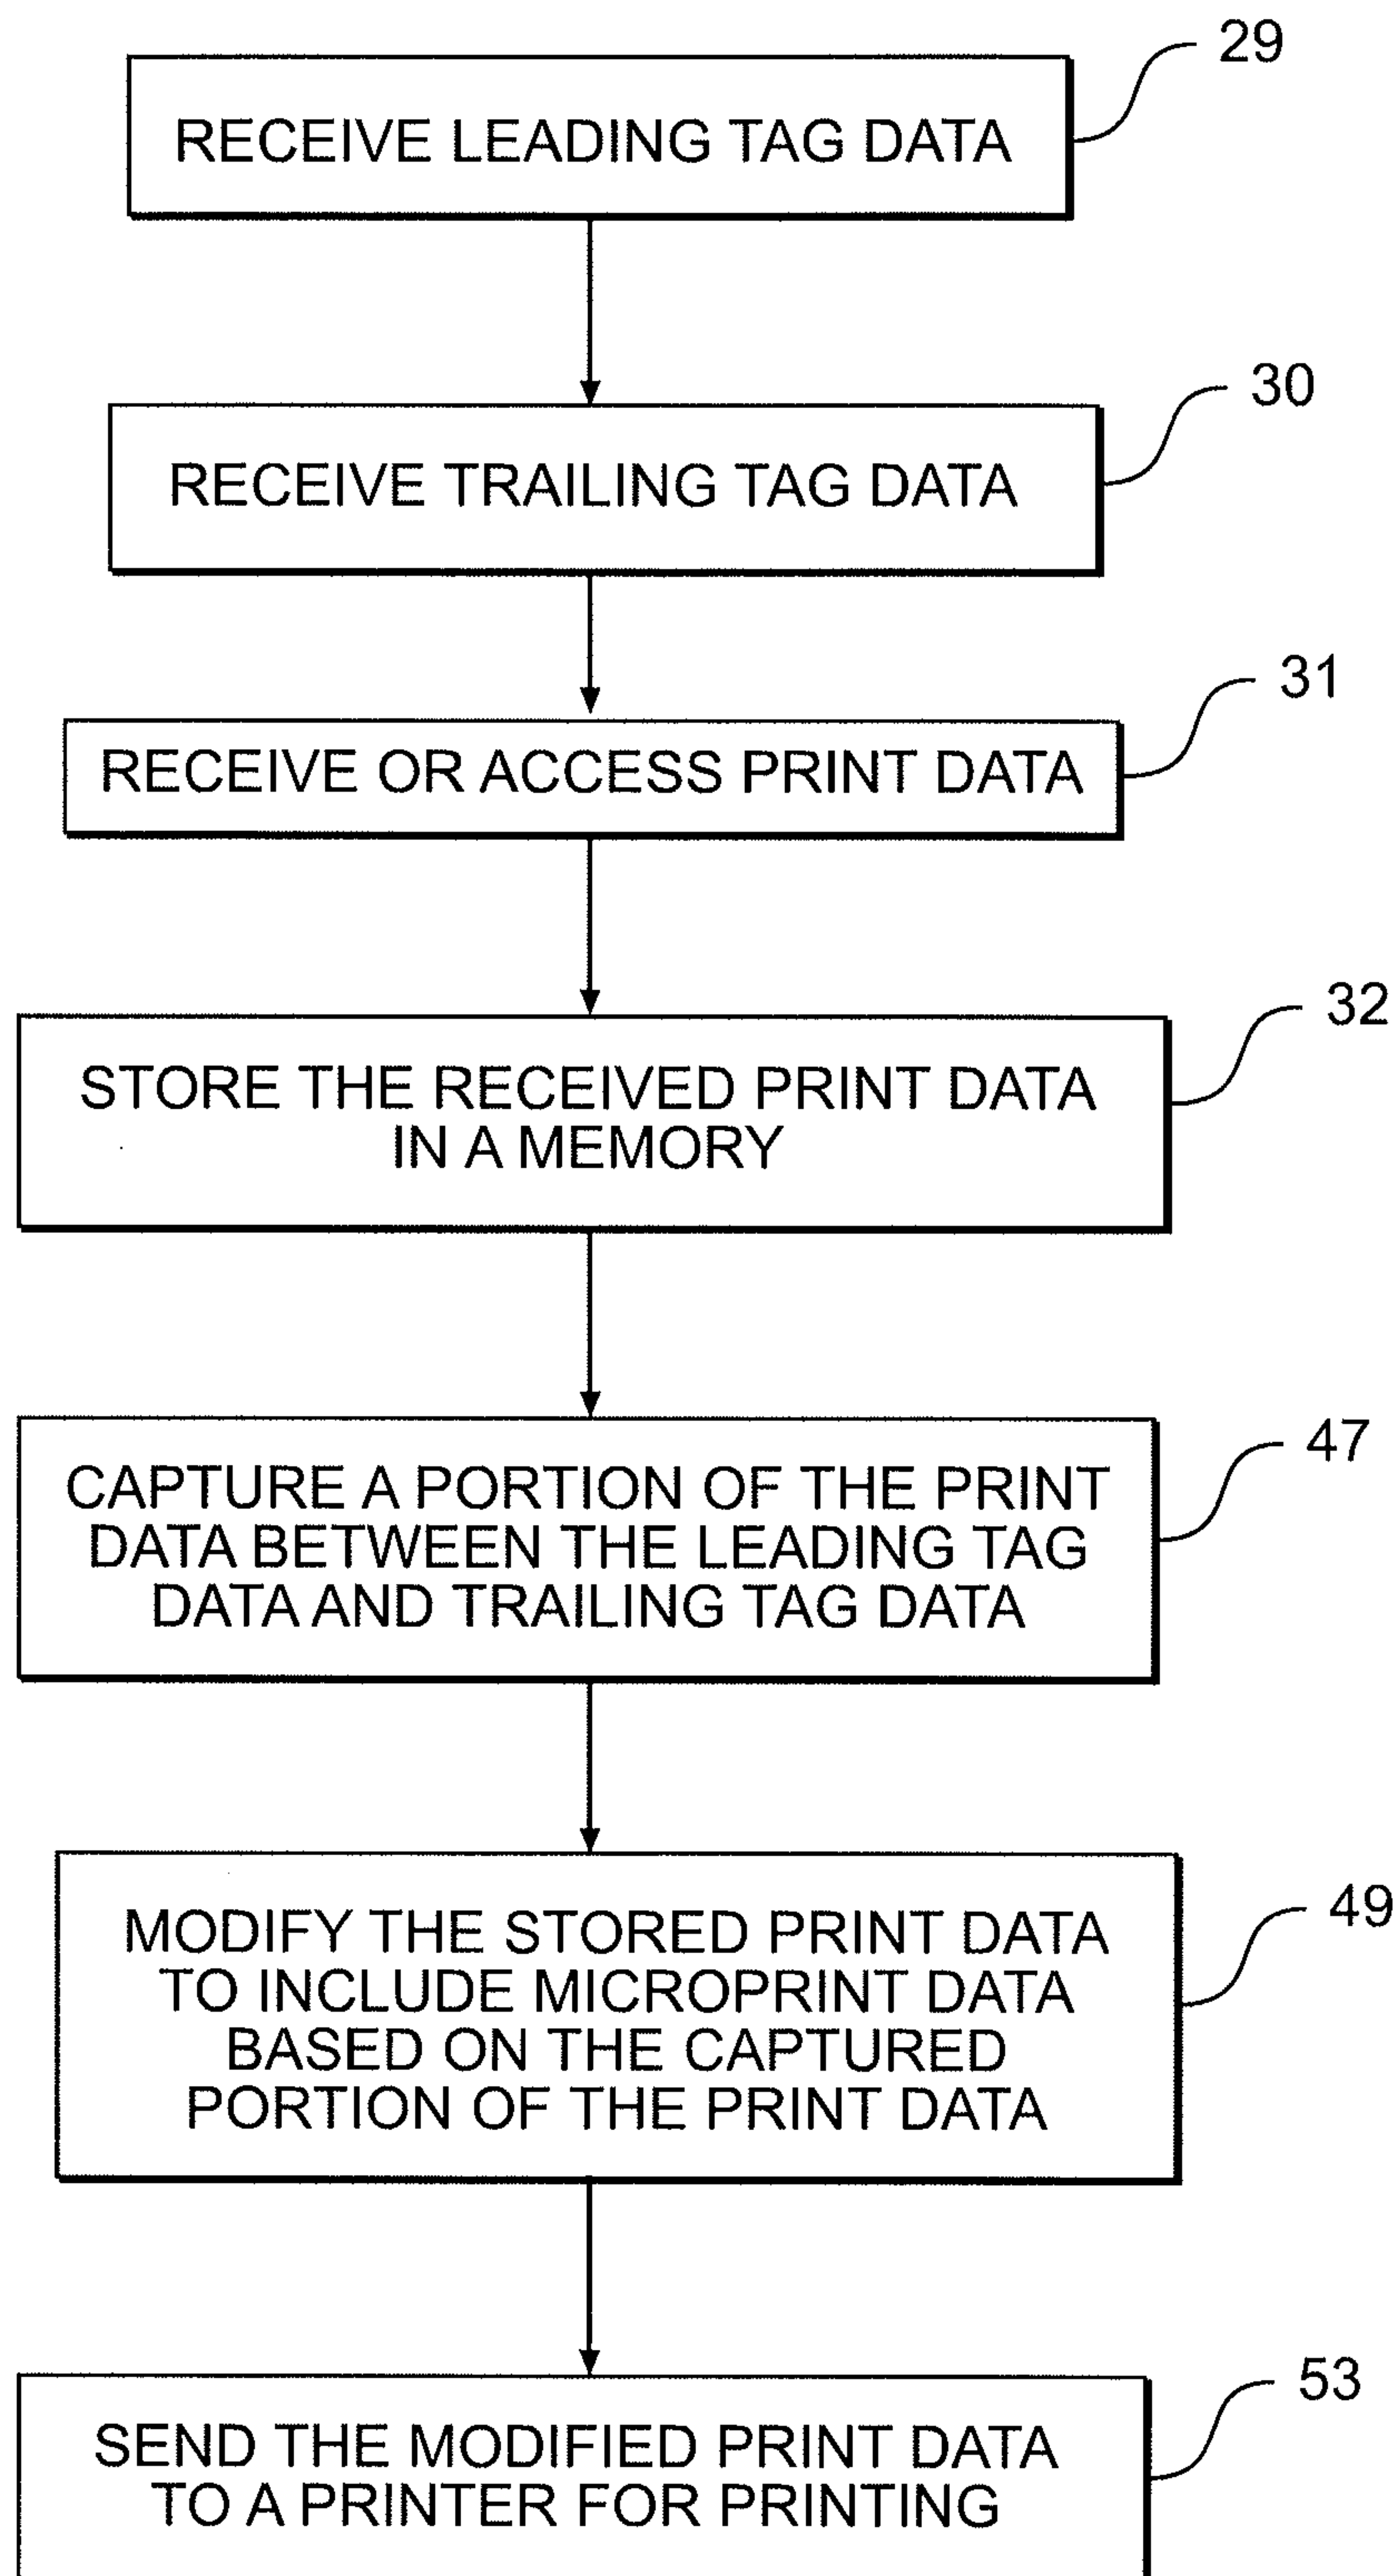 29
RECEIVE LEADING TAG DATA
30
RECEIVE TRAILING TAG DATA
31
RECEIVE OR ACCESS PRINT DATA
32
STORE THE RECEIVED PRINT DATA
IN A MEMORY
47
CAPTURE A PORTION OF THE PRINT
DATA BETWEEN THE LEADING TAG
DATA AND TRAILING TAG DATA
49
MODIFY THE STORED PRINT DATA
TO INCLUDE MICROPRINT DATA
BASED ON THE CAPTURED
PORTION OF THE PRINT DATA
53
SEND THE MODIFIED PRINT DATA
TO A PRINTER FOR PRINTING